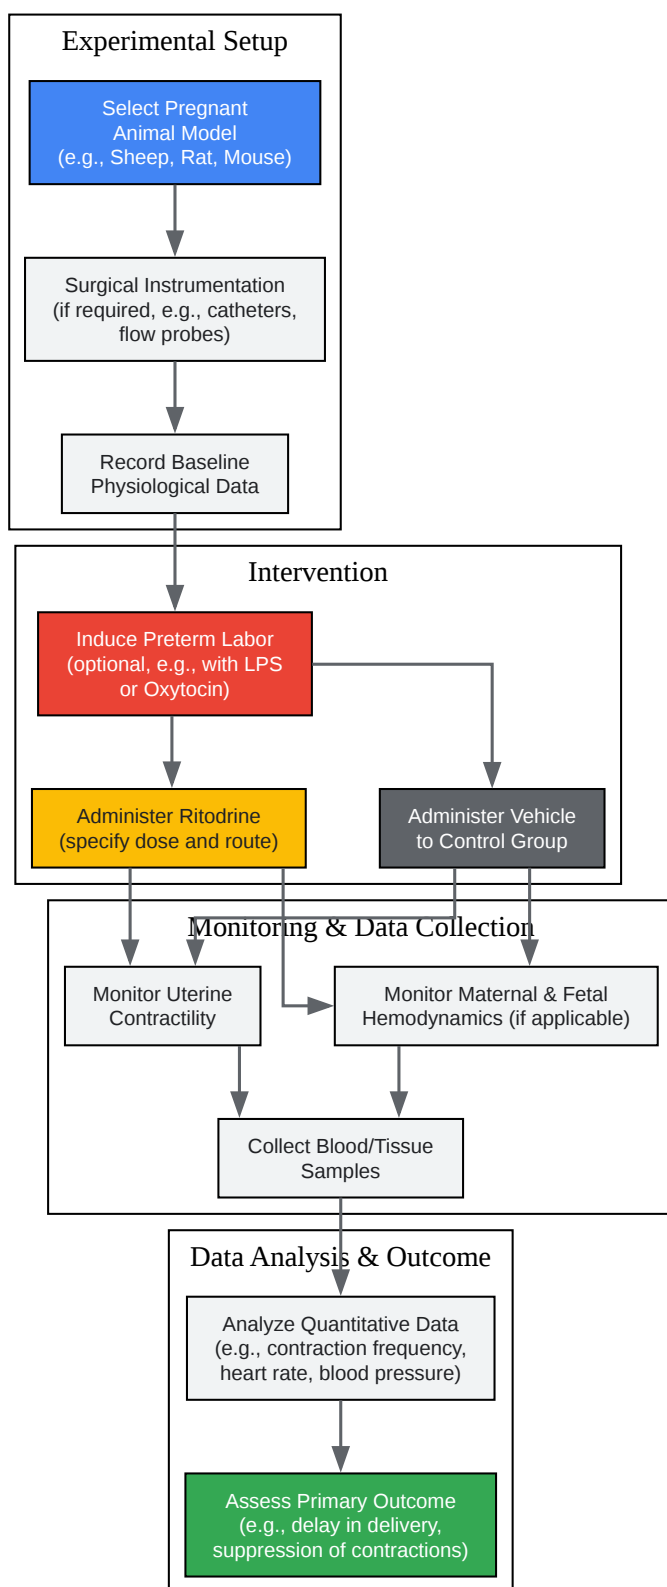 Experimental Setup
Select Pregnant
Animal Model
(e.g., Sheep, Rat, Mouse)
Surgical Instrumentation
(if required, e.g., catheters,
flow probes)
Record Baseline
Physiological Data
Intervention
Induce Preterm Labor
(optional, e.g., with LPS
or Oxytocin)
Administer Ritodrine
(specify dose and route)
Administer Vehicle
to Control Group
Monitoring & Data Collection
Monitor Uterine
Contractility
Monitor Maternal & Fetal
Hemodynamics (if applicable)
Collect Blood/Tissue
Samples
Data Analysis & Outcome
Analyze Quantitative Data
(e.g., contraction frequency,
heart rate, blood pressure)
Assess Primary Outcome
(e.g., delay in delivery,
suppression of contractions)